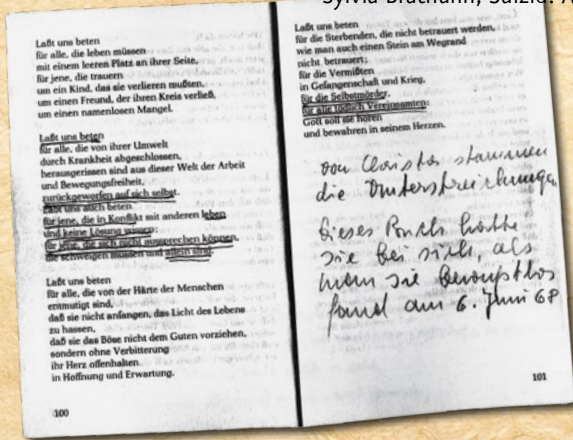 Laßt uns beten
für alle, die leben müssen
mit einem leeren Platz an ihrer Seite,
für jene, die trauern
um ein Kind, das sie verlieren mußten,
um einen Freund, der ihren Kreis verließ,
um einen namenlosen Mangel.
Laßt uns beten
für alle, die von ihrer Umwelt
durch Krankheit abgeschlossen,
herausgerissen sind aus dieser Welt der Arbeit
und Bewegungsfreiheit,
zurückgeworfen auf sich selbst.
Laßt uns auch beten
für jene, die in Konflikt mit anderen leben
und keine Lösung wissen;
für jene, die sich nicht aussprechen können,
die schweigen müssen und allein sind.
Laßt uns beten
für alle, die von der Härte der Menschen
entmutigt sind,
daß sie nicht anfangen, das Licht des Lebens
zu hassen,
daß sie das Böse nicht dem Guten vorziehen,
sondern ohne Verbitterung
ihr Herz offenhalten
in Hoffnung und Erwartung.
100
Laßt uns beten
für die Sterbenden, die nicht betrauert werden,
wie man auch einen Stein am Wegrand
nicht betrauert;
für die Vermißten
in Gefangenschaft und Krieg,
für die Selbstmörder,
für alle tödlich Vereinsamten:
Gott soll sie hören
und bewahren in seinem Herzen.
von Christa stammen
die Unterstreichungen
Dieses Buch hatte
sie bei sich, als
man sie bewußtlos
fand am 6. Juni 68
101